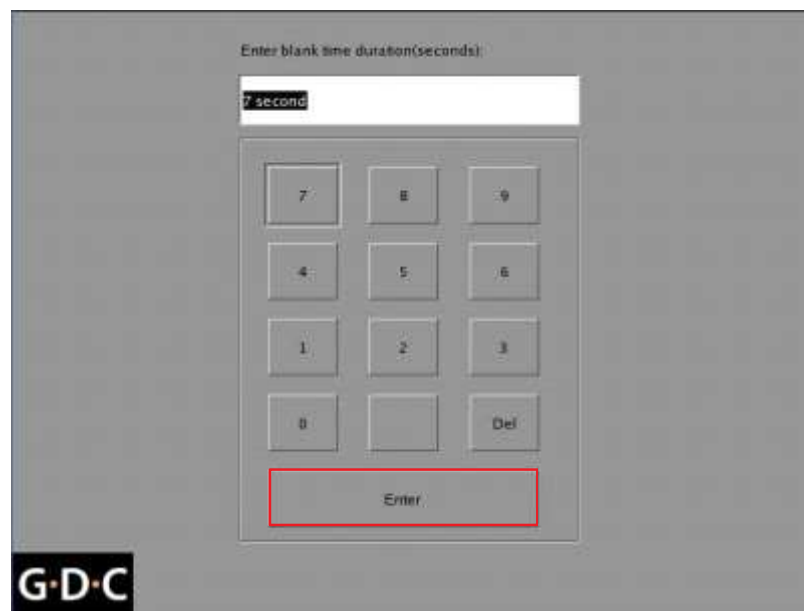 Enter blank time duration(seconds):
7 second
7 8 9
4 5 6
1 2 3
0 Del
Enter
G·D·C